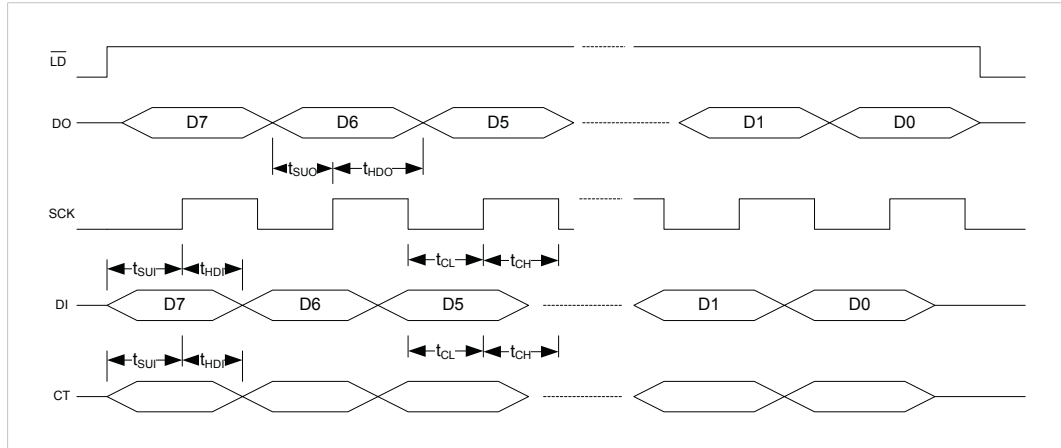 LD
DO D7 D6 D5 D1 D0
tSUO tHDO
SCK
tCL tCH
tSUI tHDI
DI D7 D6 D5 D1 D0
tCL tCH
tSUI tHDI
CT